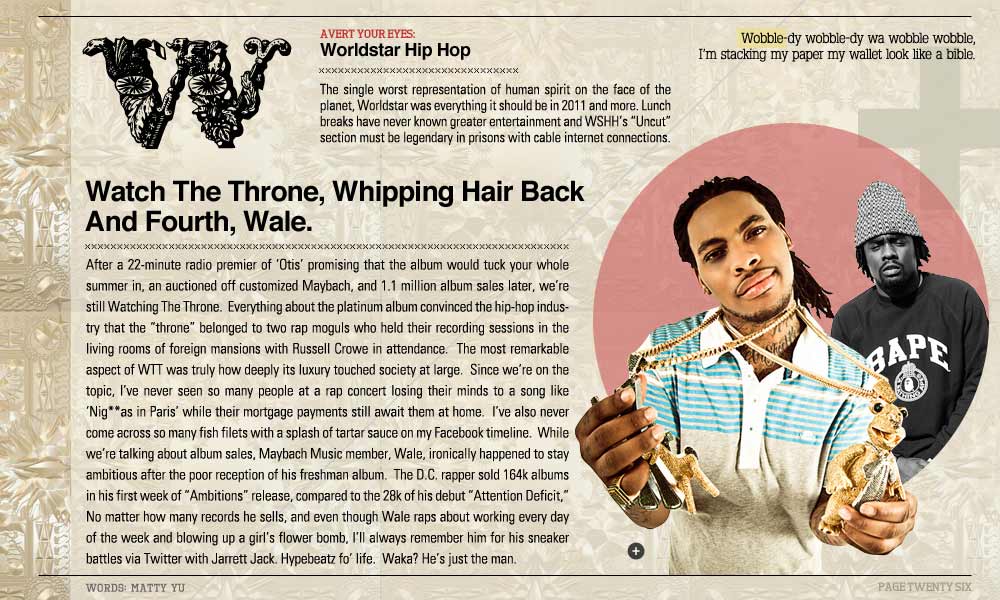 W
AVERT YOUR EYES:
Worldstar Hip Hop
The single worst representation of human spirit on the face of the
planet, Worldstar was everything it should be in 2011 and more. Lunch
breaks have never known greater entertainment and WSHH's "Uncut"
section must be legendary in prisons with cable internet connections.
Wobble-dy wobble-dy wa wobble wobble,
I'm stacking my paper my wallet look like a bible.
Watch The Throne, Whipping Hair Back
And Fourth, Wale.
After a 22-minute radio premier of 'Otis' promising that the album would tuck your whole
summer in, an auctioned off customized Maybach, and 1.1 million album sales later, we're
still Watching The Throne. Everything about the platinum album convinced the hip-hop indus-
try that the "throne" belonged to two rap moguls who held their recording sessions in the
living rooms of foreign mansions with Russell Crowe in attendance. The most remarkable
aspect of WTT was truly how deeply its luxury touched society at large. Since we're on the
topic, I've never seen so many people at a rap concert losing their minds to a song like
'Nig**as in Paris' while their mortgage payments still await them at home. I've also never
come across so many fish filets with a splash of tartar sauce on my Facebook timeline. While
we're talking about album sales, Maybach Music member, Wale, ironically happened to stay
ambitious after the poor reception of his freshman album. The D.C. rapper sold 164k albums
in his first week of "Ambitions" release, compared to the 28k of his debut "Attention Deficit,"
No matter how many records he sells, and even though Wale raps about working every day
of the week and blowing up a girl's flower bomb, I'll always remember him for his sneaker
battles via Twitter with Jarrett Jack. Hypebeatz fo' life. Waka? He's just the man.
BAPE
WORDS: MATTY YU
PAGE TWENTY SIX